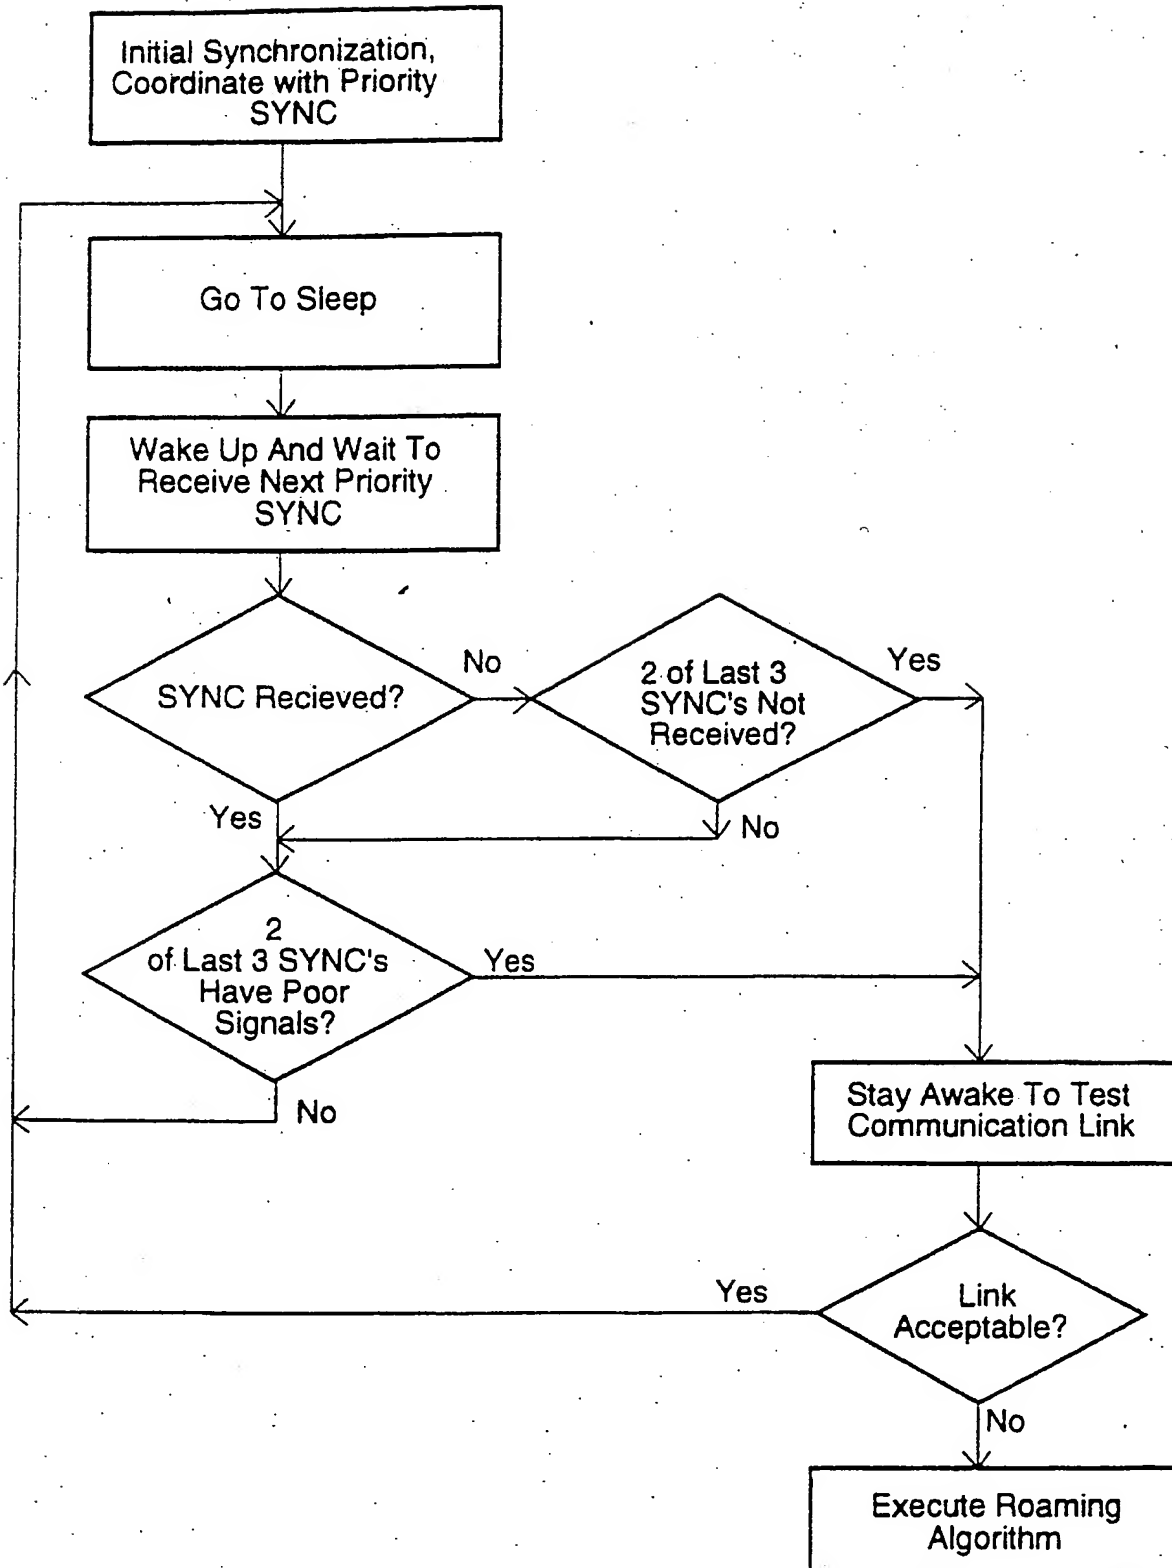 Initial Synchronization,
Coordinate with Priority
SYNC
Go To Sleep
Wake Up And Wait To
Receive Next Priority
SYNC
SYNC Recieved?
No
2 of Last 3
SYNC's Not
Received?
Yes
Yes
No
2
of Last 3 SYNC's
Have Poor
Signals?
Yes
No
Stay Awake To Test
Communication Link
Link
Acceptable?
Yes
No
Execute Roaming
Algorithm